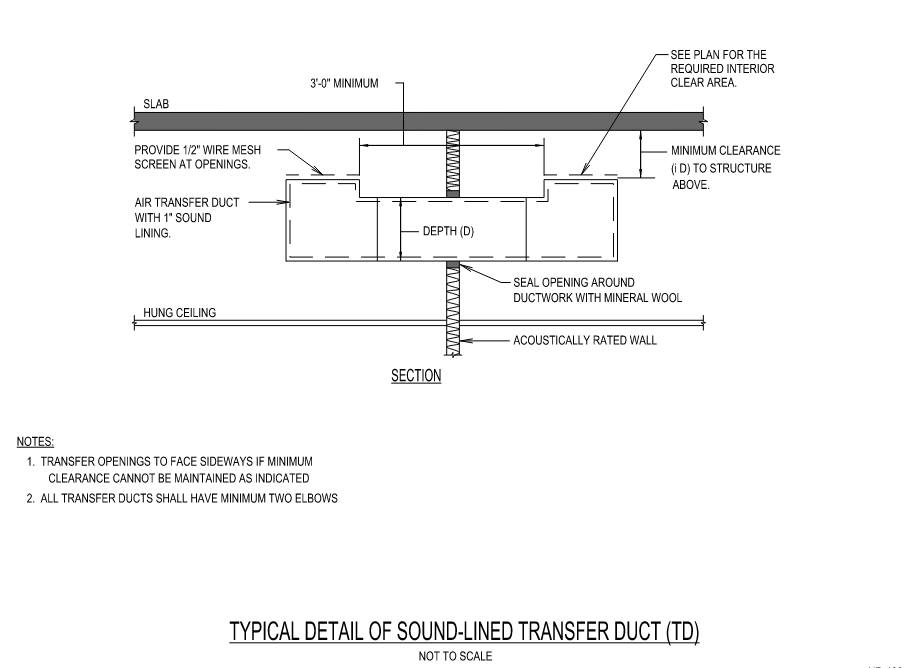 SEE PLAN FOR THE
REQUIRED INTERIOR
CLEAR AREA.
3'-0" MINIMUM
SLAB
PROVIDE 1/2" WIRE MESH
SCREEN AT OPENINGS.
MINIMUM CLEARANCE
(i D) TO STRUCTURE
ABOVE.
AIR TRANSFER DUCT
WITH 1" SOUND
LINING.
DEPTH (D)
SEAL OPENING AROUND
DUCTWORK WITH MINERAL WOOL
HUNG CEILING
ACOUSTICALLY RATED WALL
SECTION
NOTES:
1. TRANSFER OPENINGS TO FACE SIDEWAYS IF MINIMUM
CLEARANCE CANNOT BE MAINTAINED AS INDICATED
2. ALL TRANSFER DUCTS SHALL HAVE MINIMUM TWO ELBOWS
TYPICAL DETAIL OF SOUND-LINED TRANSFER DUCT (TD)
NOT TO SCALE